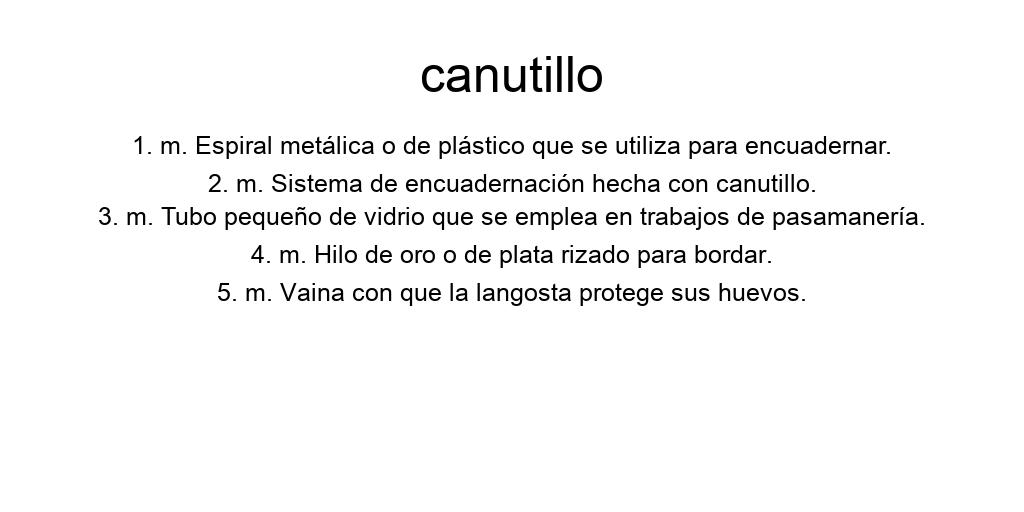 canutillo
1. m. Espiral metálica o de plástico que se utiliza para encuadernar.
2. m. Sistema de encuadernación hecha con canutillo.
3. m. Tubo pequeño de vidrio que se emplea en trabajos de pasamanería.
4. m. Hilo de oro o de plata rizado para bordar.
5. m. Vaina con que la langosta protege sus huevos.